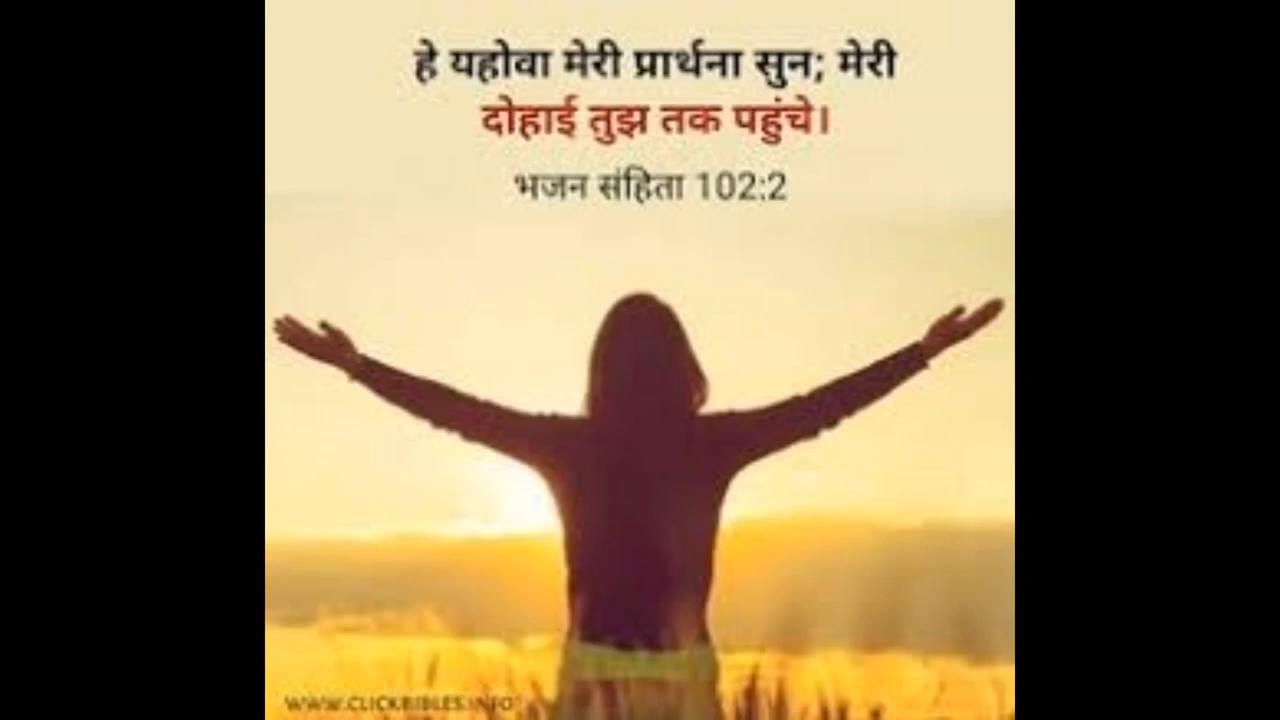 हे यहोवा मेरी प्रार्थना सुन; मेरी
दोहाई तुझ तक पहुंचे।
भजन संहिता 102:2
WWW.CLICKBIBLES.INFO